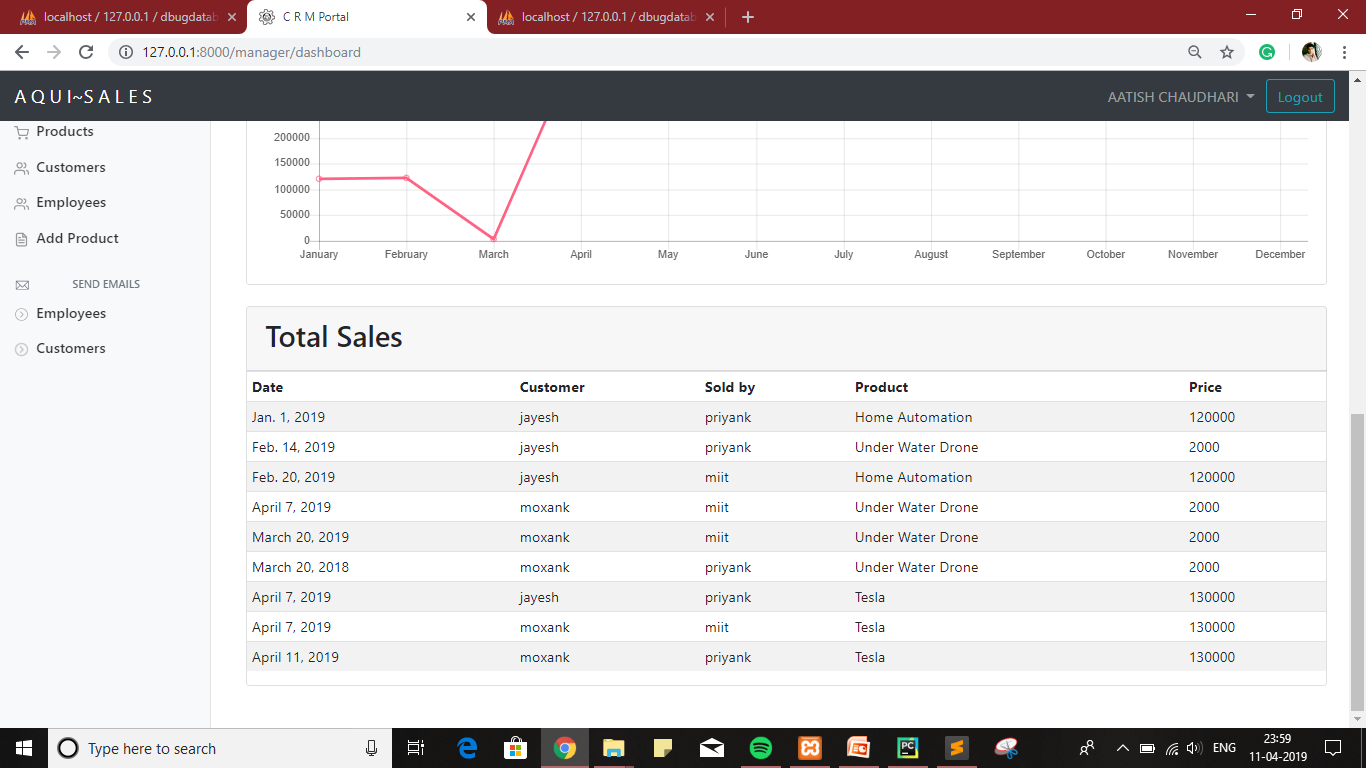 localhost / 127.0.0.1 / dbugdatab
C R M Portal
localhost / 127.0.0.1 / dbugdatab
127.0.0.1:8000/manager/dashboard
A Q U I~S A L E S
AATISH CHAUDHARI
Logout
Products
Customers
Employees
Add Product
SEND EMAILS
Employees
Customers
200000
150000
100000
50000
0
January February March April May June July August September October November December
Total Sales
Date Customer Sold by Product Price
Jan. 1, 2019 jayesh priyank Home Automation 120000
Feb. 14, 2019 jayesh priyank Under Water Drone 2000
Feb. 20, 2019 jayesh miit Home Automation 120000
April 7, 2019 moxank miit Under Water Drone 2000
March 20, 2019 moxank miit Under Water Drone 2000
March 20, 2018 moxank priyank Under Water Drone 2000
April 7, 2019 jayesh priyank Tesla 130000
April 7, 2019 moxank miit Tesla 130000
April 11, 2019 moxank priyank Tesla 130000
Type here to search
ENG
23:59
11-04-2019